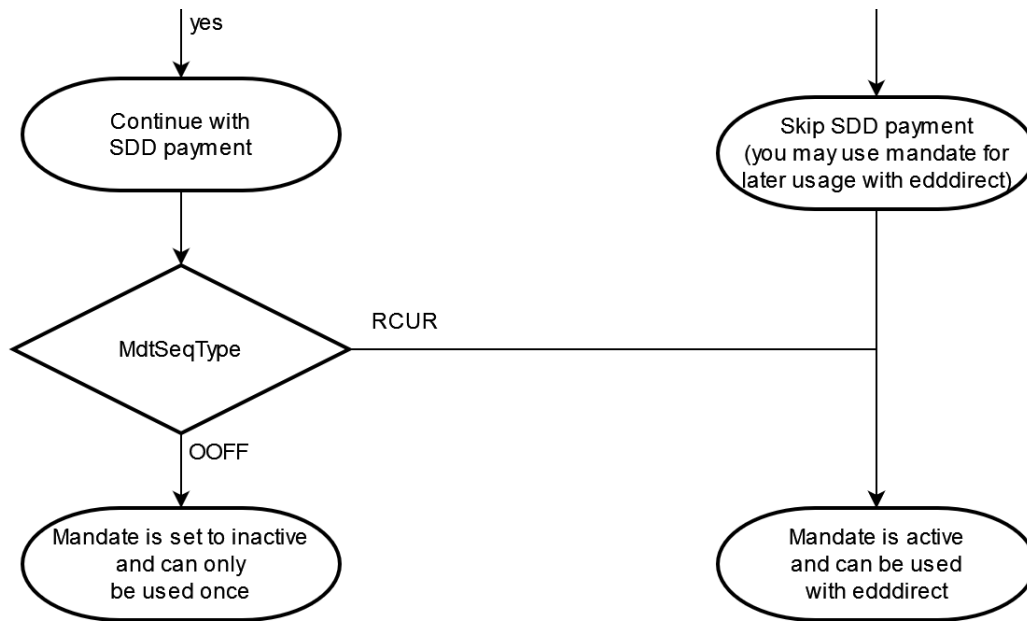 yes
Continue with
SDD payment
Skip SDD payment
(you may use mandate for
later usage with edddirect)
MdtSeqType
RCUR
OOFF
Mandate is set to inactive
and can only
be used once
Mandate is active
and can be used
with edddirect